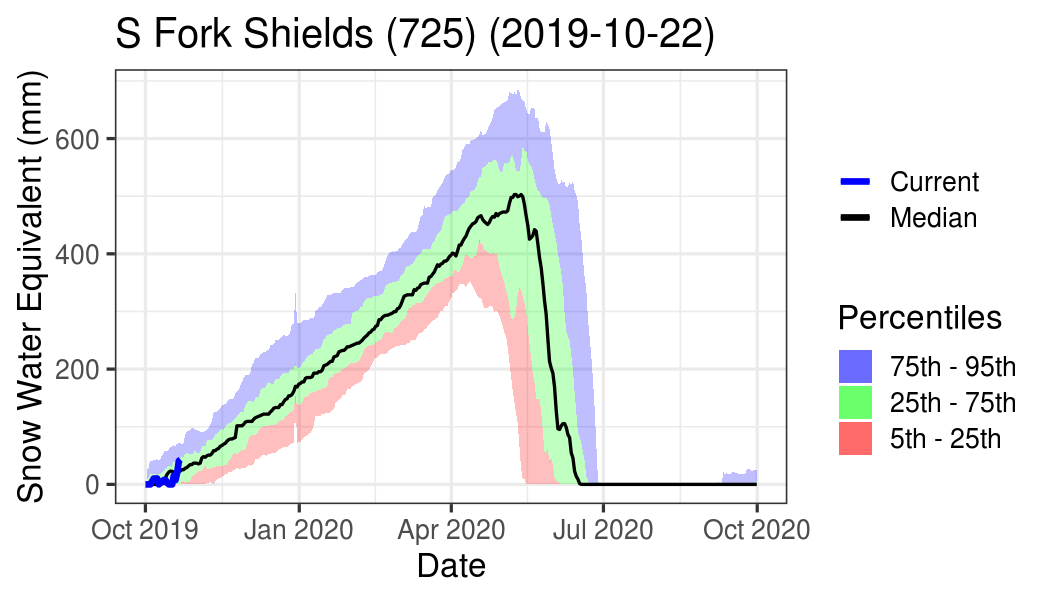 S Fork Shields (725) (2019-10-22)
Snow Water Equivalent (mm)
600
400
200
0
Oct 2019
Jan 2020
Apr 2020
Jul 2020
Oct 2020
Date
Current
Median
Percentiles
75th - 95th
25th - 75th
5th - 25th